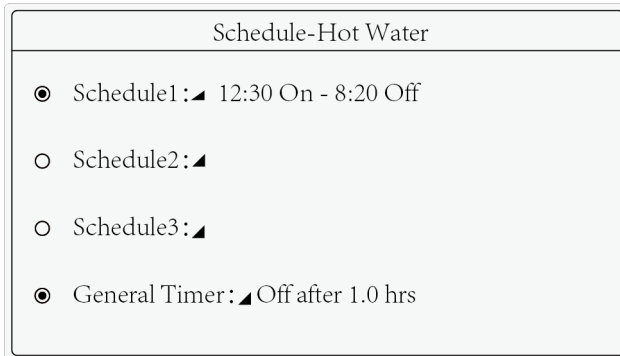 Schedule-Hot Water
Schedule1: 12:30 On - 8:20 Off
Schedule2:
Schedule3:
General Timer: Off after 1.0 hrs